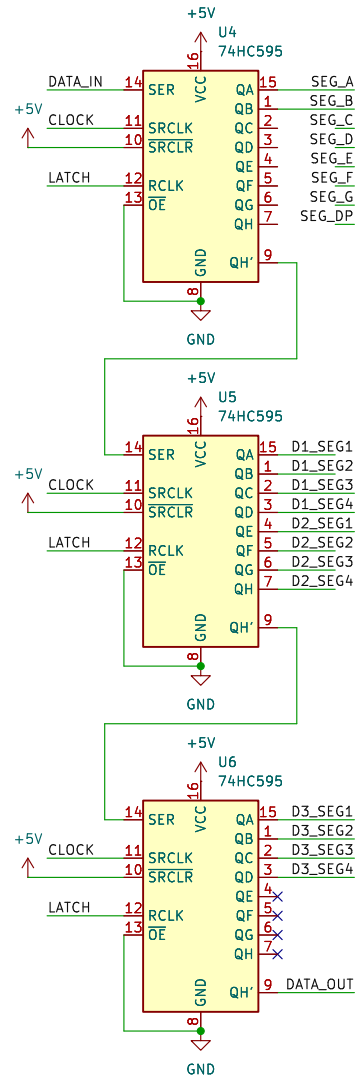 +5V
U4
74HC595
16
VCC
DATA_IN 14 SER QA 15 SEG_A
QB 1 SEG_B
+5V
CLOCK 11 SRCLK QC 2 SEG_C
10 SRCLR QD 3 SEG_D
QE 4 SEG_E
LATCH 12 RCLK QF 5 SEG_F
13 OE QG 6 SEG_G
QH 7 SEG_DP
GND QH' 9
8
GND
+5V
U5
74HC595
16
VCC
14 SER QA 15 D1_SEG1
QB 1 D1_SEG2
+5V
CLOCK 11 SRCLK QC 2 D1_SEG3
10 SRCLR QD 3 D1_SEG4
QE 4 D2_SEG1
LATCH 12 RCLK QF 5 D2_SEG2
13 OE QG 6 D2_SEG3
QH 7 D2_SEG4
GND QH' 9
8
GND
+5V
U6
74HC595
16
VCC
14 SER QA 15 D3_SEG1
QB 1 D3_SEG2
+5V
CLOCK 11 SRCLK QC 2 D3_SEG3
10 SRCLR QD 3 D3_SEG4
QE 4
LATCH 12 RCLK QF 5
13 OE QG 6
QH 7
GND QH' 9 DATA_OUT
8
GND